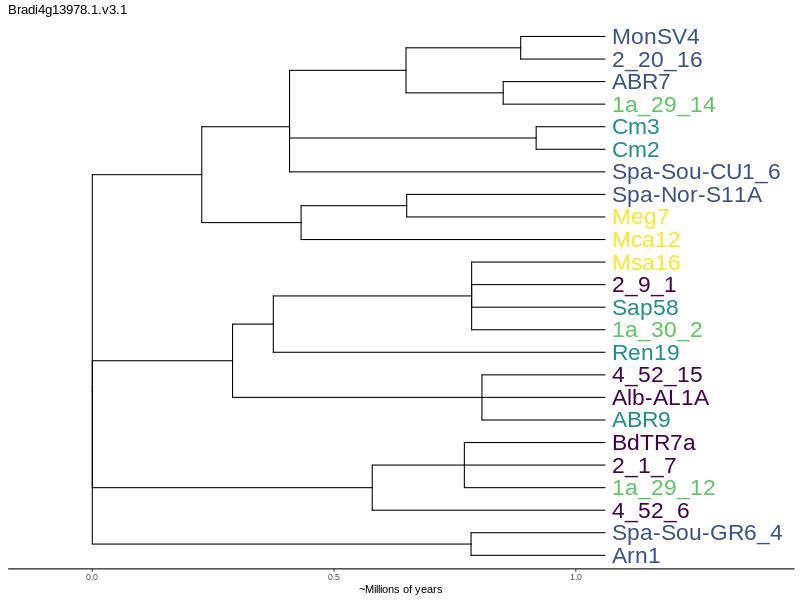 Bradi4g13978.1.v3.1
MonSV4
2_20_16
ABR7
1a_29_14
Cm3
Cm2
Spa-Sou-CU1_6
Spa-Nor-S11A
Meg7
Mca12
Msa16
2_9_1
Sap58
1a_30_2
Ren19
4_52_15
Alb-AL1A
ABR9
BdTR7a
2_1_7
1a_29_12
4_52_6
Spa-Sou-GR6_4
Arn1
0.0 0.5 1.0
~Millions of years